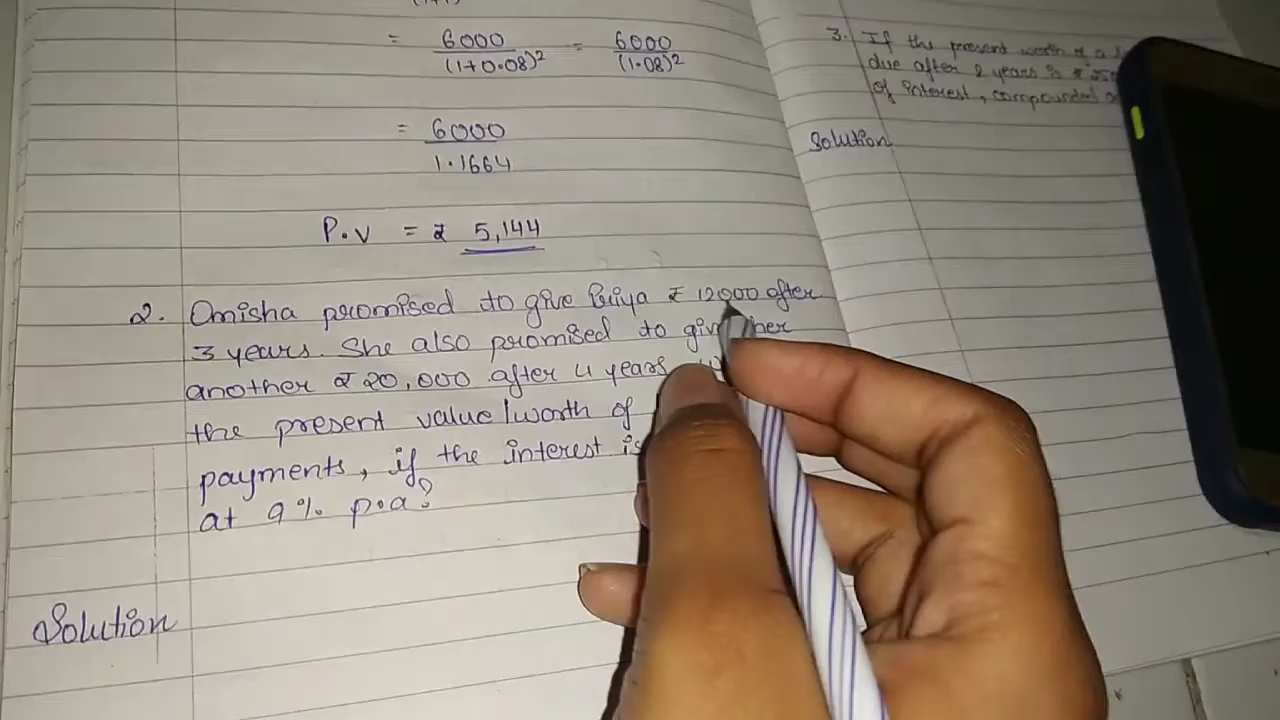 = 6000 / (1+0.08)² = 6000 / (1.08)²
= 6000 / 1.1664
P.V = ₹ 5,144
2. Omisha promised to give Priya ₹ 12000 after
3 years. She also promised to give her
another ₹ 20,000 after 4 years.
the present value/worth of
payments, if the interest is
at 9% p.a?
Solution
3. If the present worth of a
due after 2 years is ₹
of interest, compounded
Solution